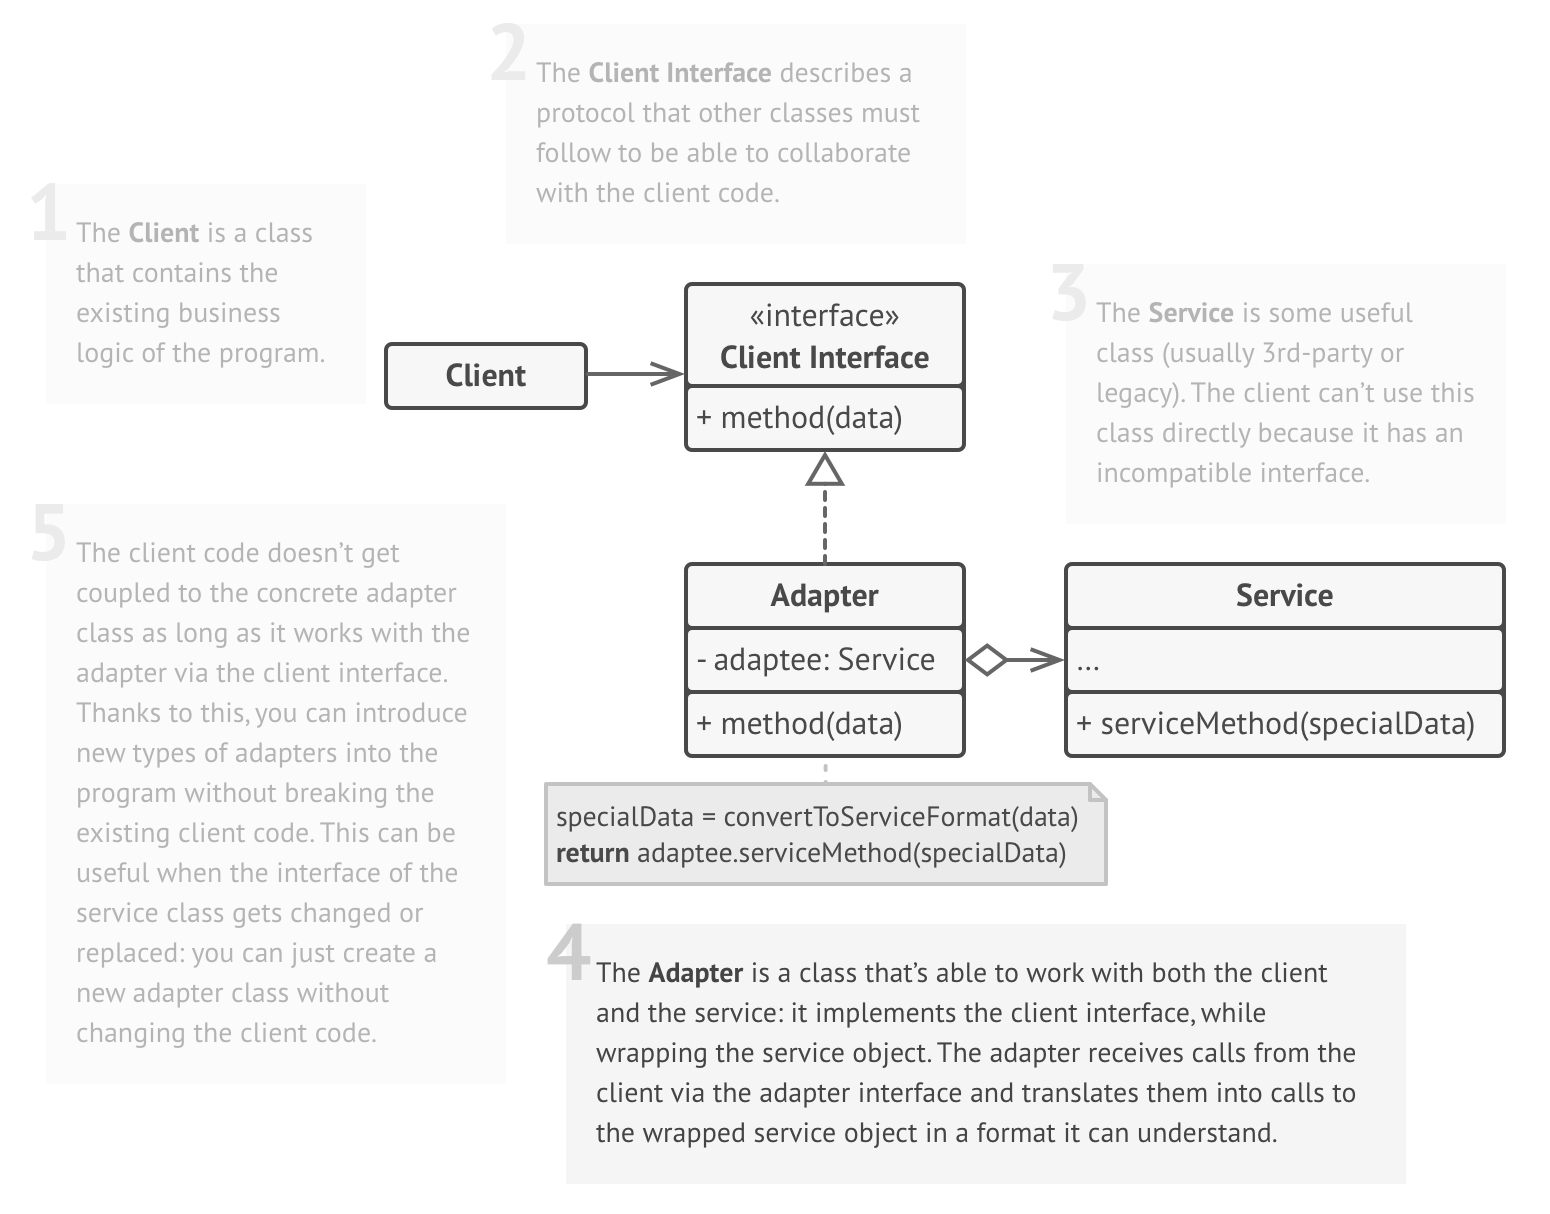 2
The Client Interface describes a
protocol that other classes must
follow to be able to collaborate
with the client code.
1
The Client is a class
that contains the
existing business
logic of the program.
3
The Service is some useful
class (usually 3rd-party or
legacy). The client can’t use this
class directly because it has an
incompatible interface.
Client
«interface»
Client Interface
+ method(data)
5
The client code doesn’t get
coupled to the concrete adapter
class as long as it works with the
adapter via the client interface.
Thanks to this, you can introduce
new types of adapters into the
program without breaking the
existing client code. This can be
useful when the interface of the
service class gets changed or
replaced: you can just create a
new adapter class without
changing the client code.
Adapter
- adaptee: Service
+ method(data)
Service
...
+ serviceMethod(specialData)
specialData = convertToServiceFormat(data)
return adaptee.serviceMethod(specialData)
4
The Adapter is a class that’s able to work with both the client
and the service: it implements the client interface, while
wrapping the service object. The adapter receives calls from the
client via the adapter interface and translates them into calls to
the wrapped service object in a format it can understand.